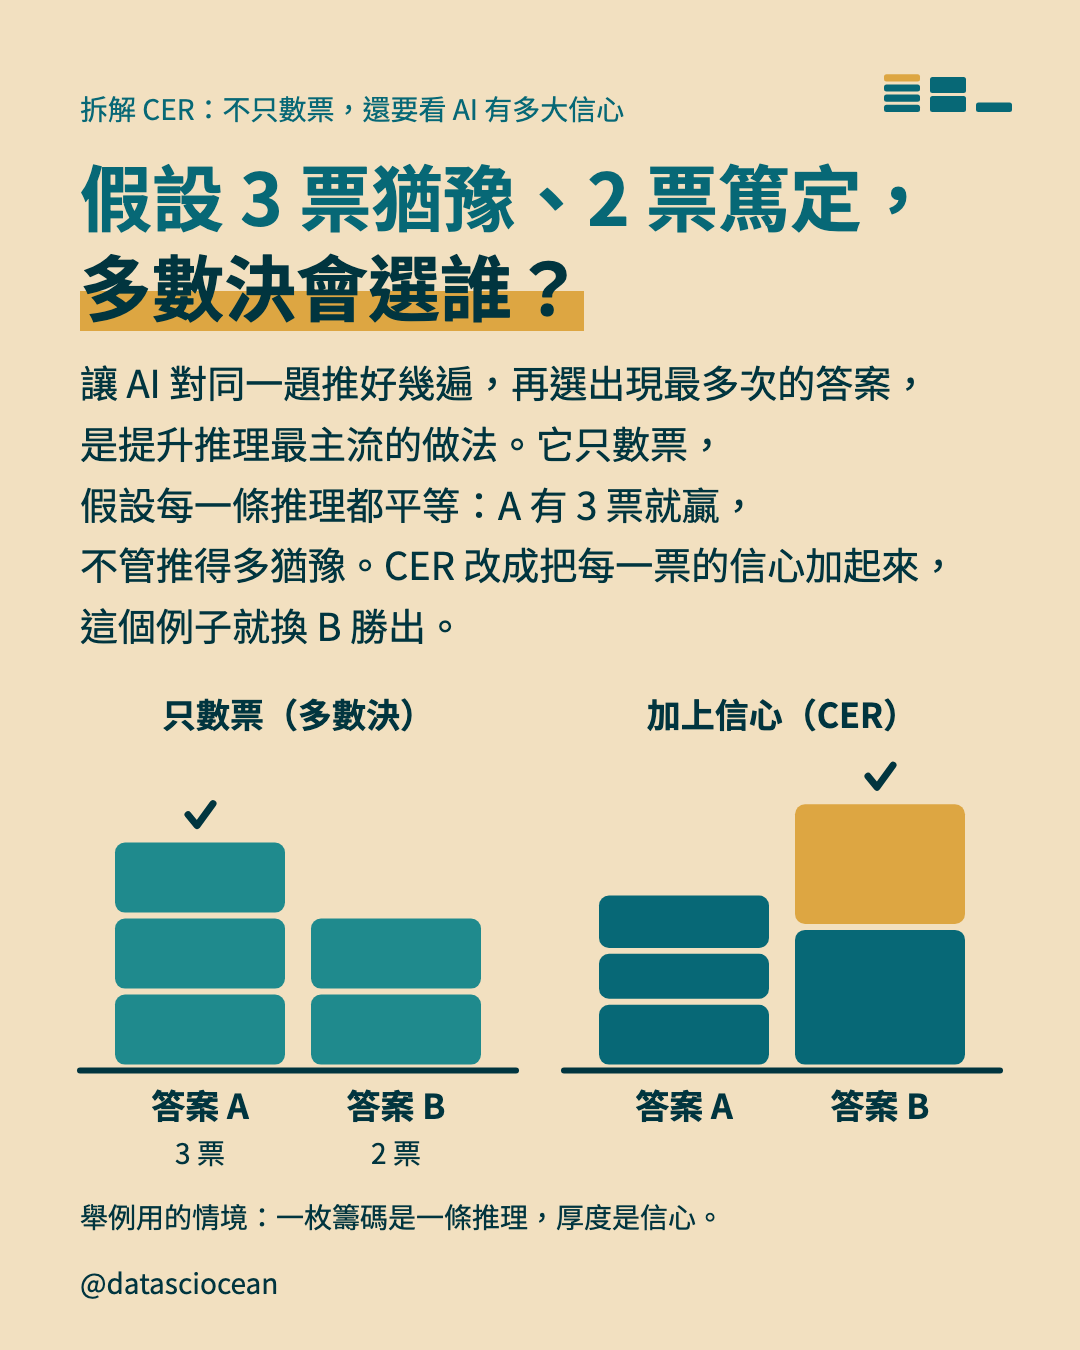 拆解 CER：不只數票，還要看 AI 有多大信心
假設 3 票猶豫、2 票篤定，
多數決會選誰？
讓 AI 對同一題推好幾遍，再選出現最多次的答案，
是提升推理最主流的做法。它只數票，
假設每一條推理都平等：A 有 3 票就贏，
不管推得多猶豫。CER 改成把每一票的信心加起來，
這個例子就換 B 勝出。
只數票（多數決）
加上信心（CER）
答案 A
答案 B
答案 A
答案 B
3 票
2 票
舉例用的情境：一枚籌碼是一條推理，厚度是信心。
@datasciocean